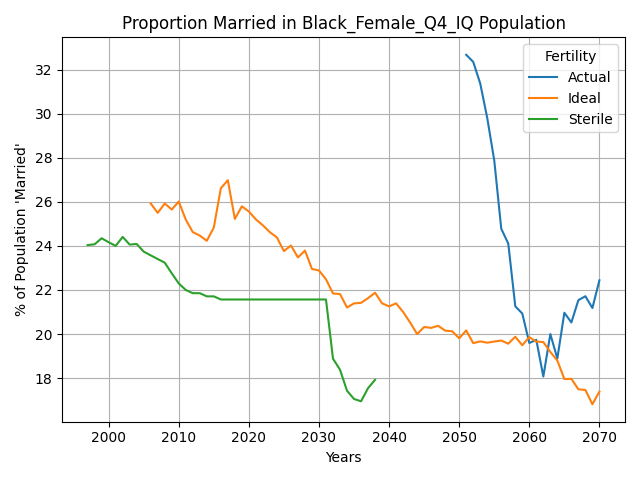 Proportion Married in Black_Female_Q4_IQ Population
% of Population 'Married'
32
30
28
26
24
22
20
18
Fertility
Actual
Ideal
Sterile
2000 2010 2020 2030 2040 2050 2060 2070
Years